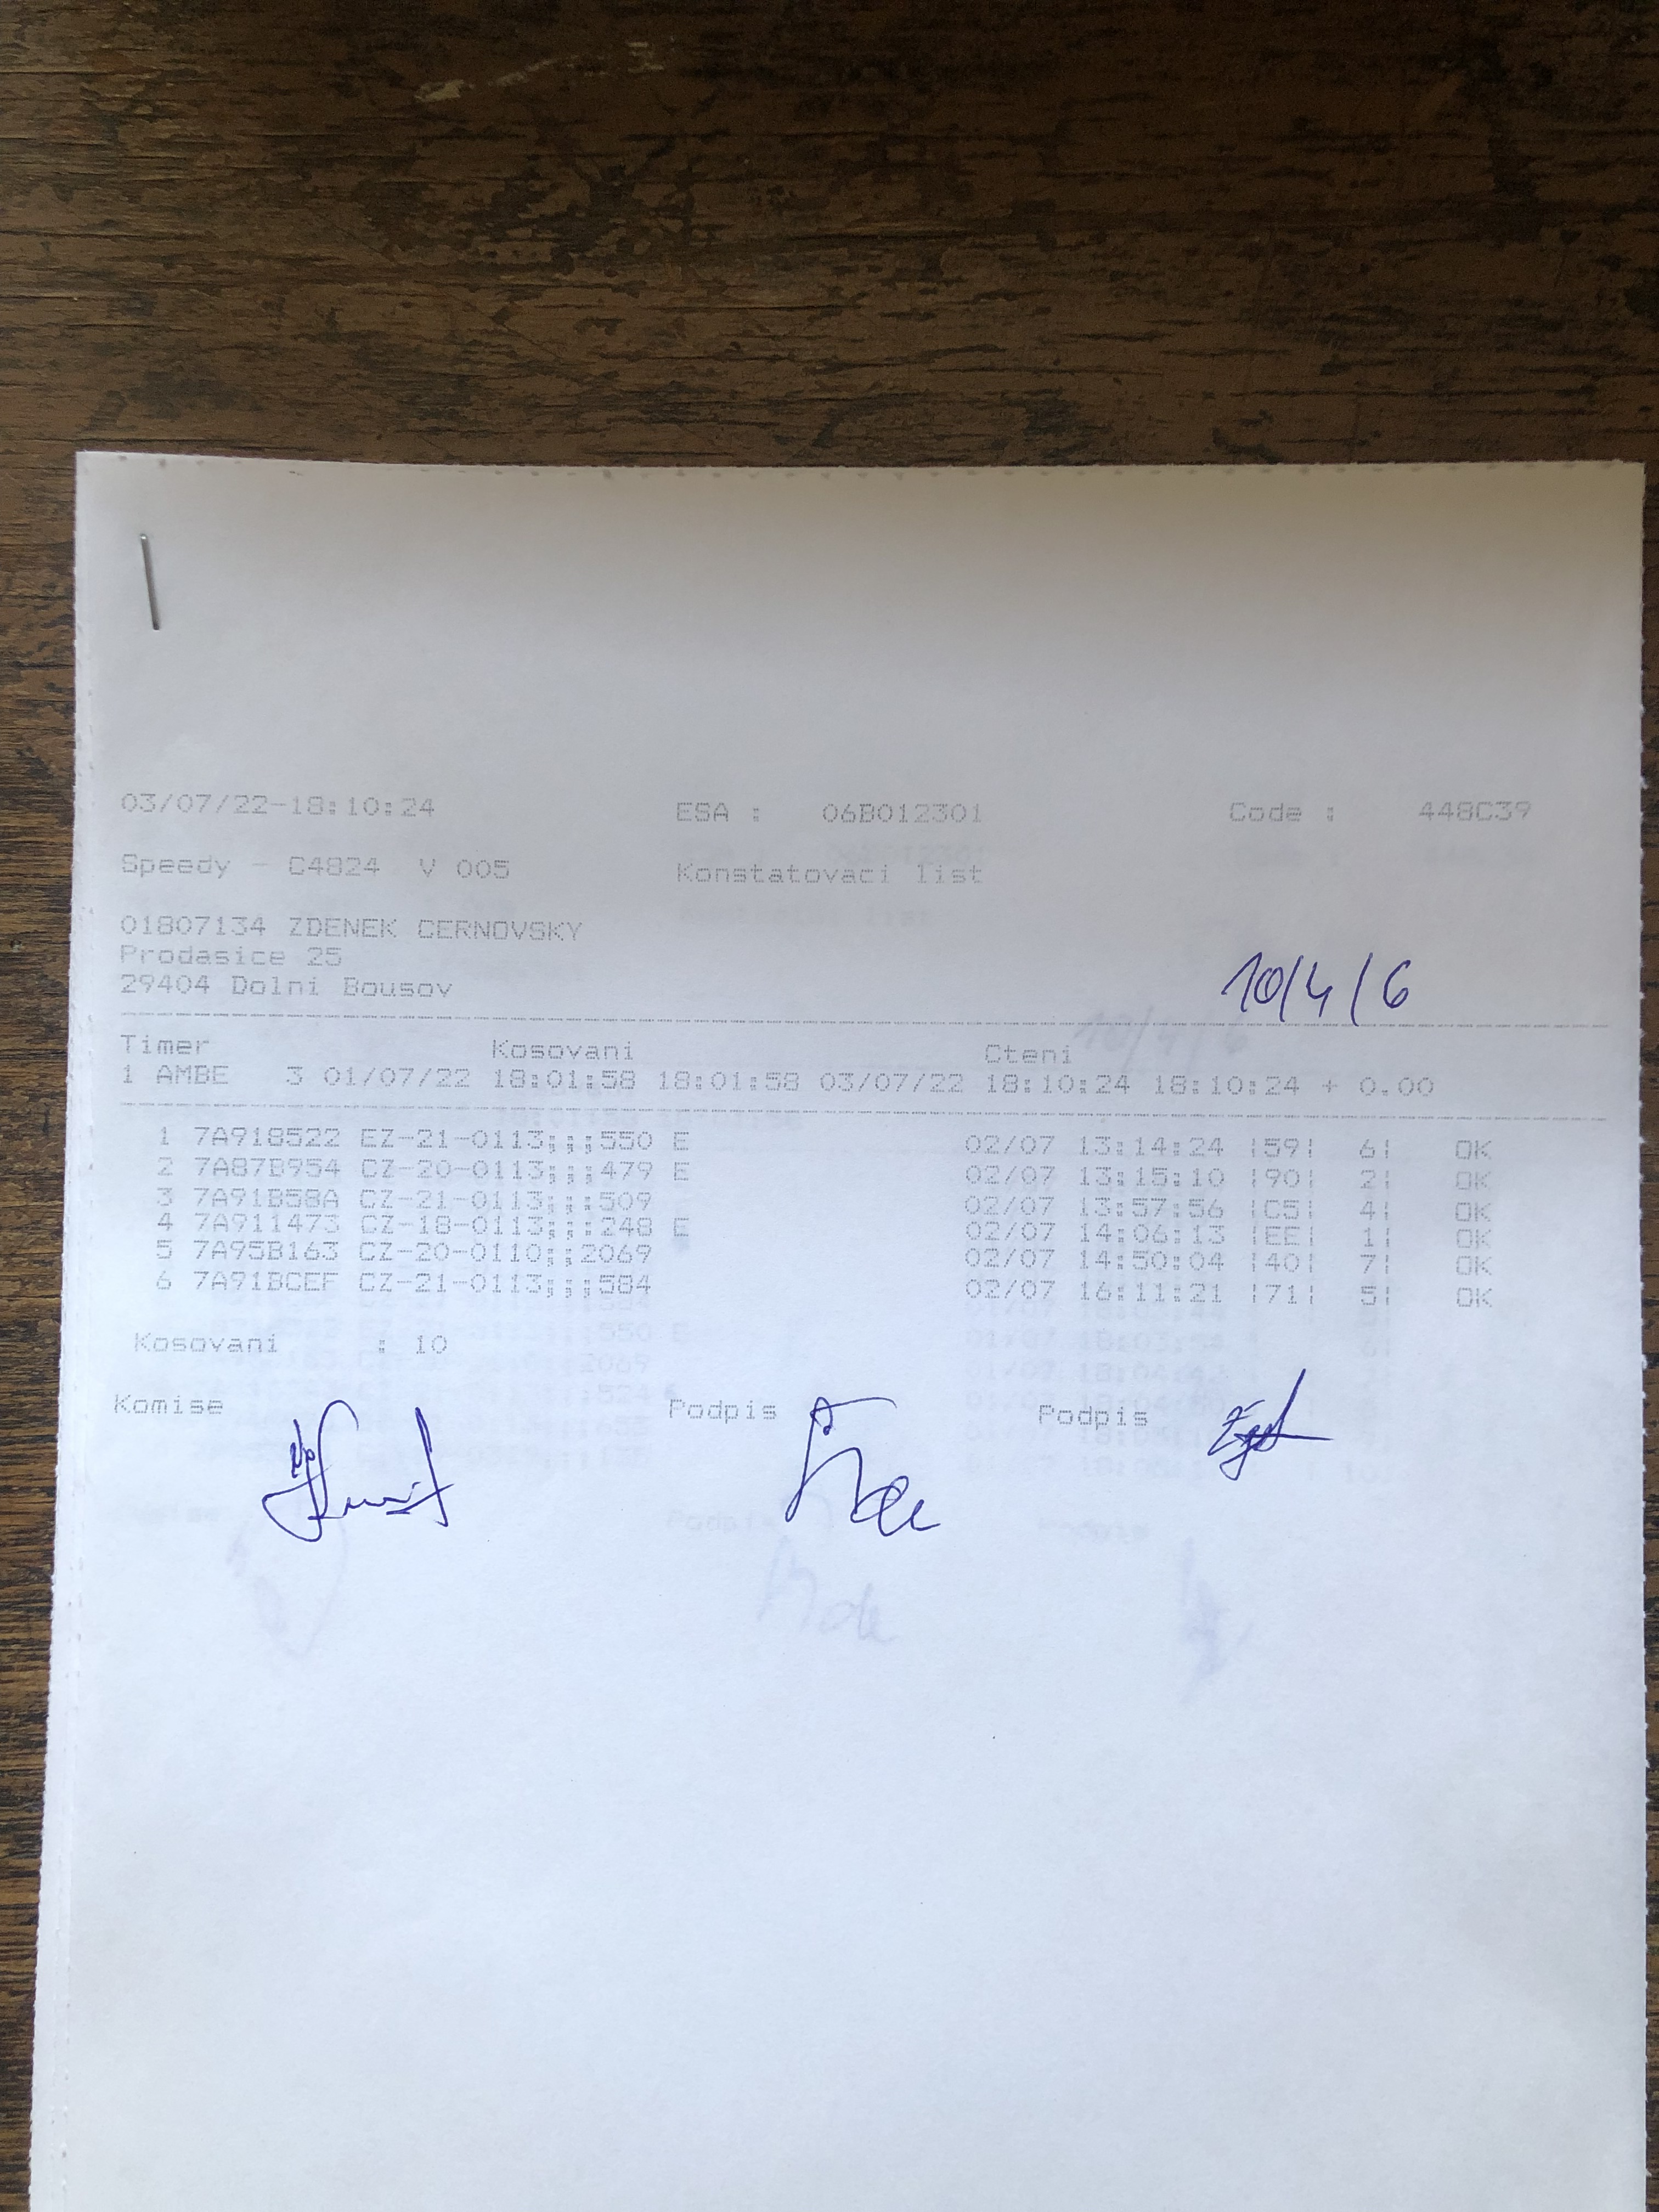 03/07/22-18:10:24 ESA : 06B012301 Code : 448C39
Speedy - C4824 V 005 Konstatovaci list
01807134 ZDENEK CERNOVSKY
Prodasice 25
29404 Dolni Bousov
10/4/6
Timer Kosovani Cteni
1 AMBE 3 01/07/22 18:01:58 18:01:58 03/07/22 18:10:24 18:10:24 + 0.00
1 7A918522 EZ-21-0113;;;550 E 02/07 13:14:24 |59| 6| OK
2 7A87B954 CZ-20-0113;;;479 E 02/07 13:15:10 |90| 2| OK
3 7A91B58A CZ-21-0113;;;509 02/07 13:57:56 |C5| 4| OK
4 7A911473 CZ-18-0113;;;248 E 02/07 14:06:13 |EE| 1| OK
5 7A95B163 CZ-20-0110;;2069 02/07 14:50:04 |40| 7| OK
6 7A91BCEF CZ-21-0113;;;584 02/07 16:11:21 |71| 5| OK
Kosovani : 10
Komise Podpis Podpis